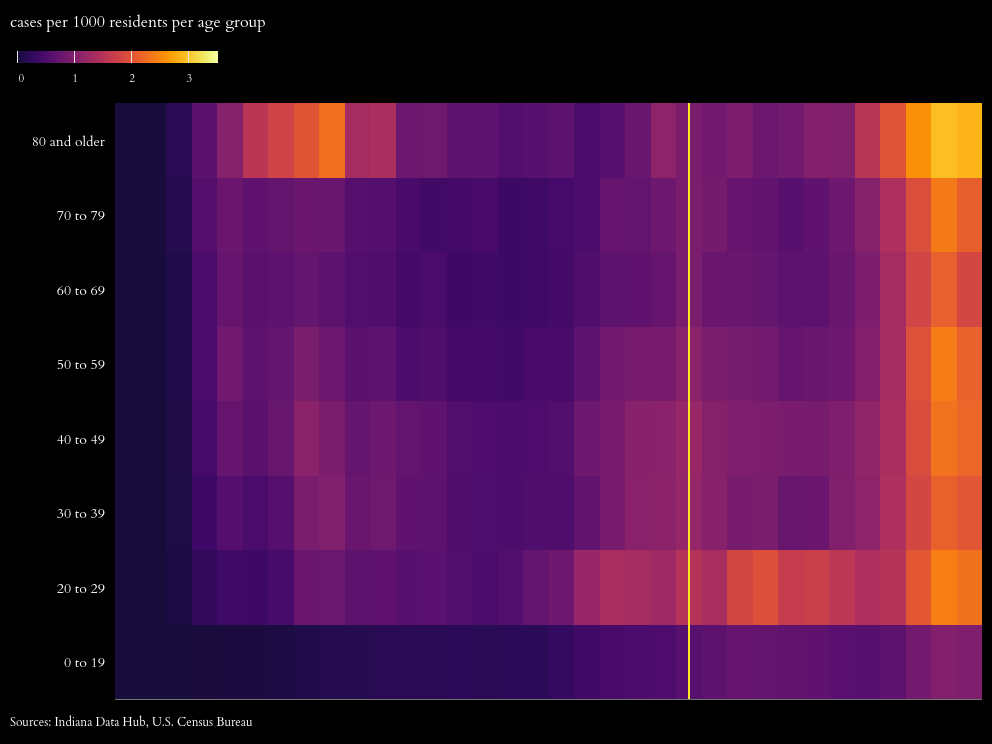 cases per 1000 residents per age group
0 1 2 3
80 and older
70 to 79
60 to 69
50 to 59
40 to 49
30 to 39
20 to 29
0 to 19
Sources: Indiana Data Hub, U.S. Census Bureau